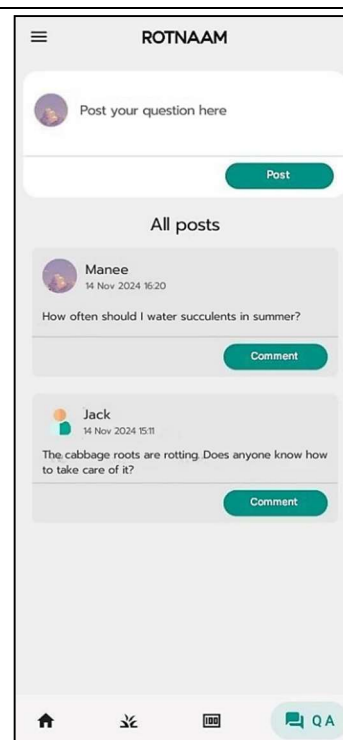 ROTNAAM
Post your question here
Post
All posts
Manee
14 Nov 2024 16:20
How often should I water succulents in summer?
Comment
Jack
14 Nov 2024 15:11
The cabbage roots are rotting. Does anyone know how
to take care of it?
Comment
Q A